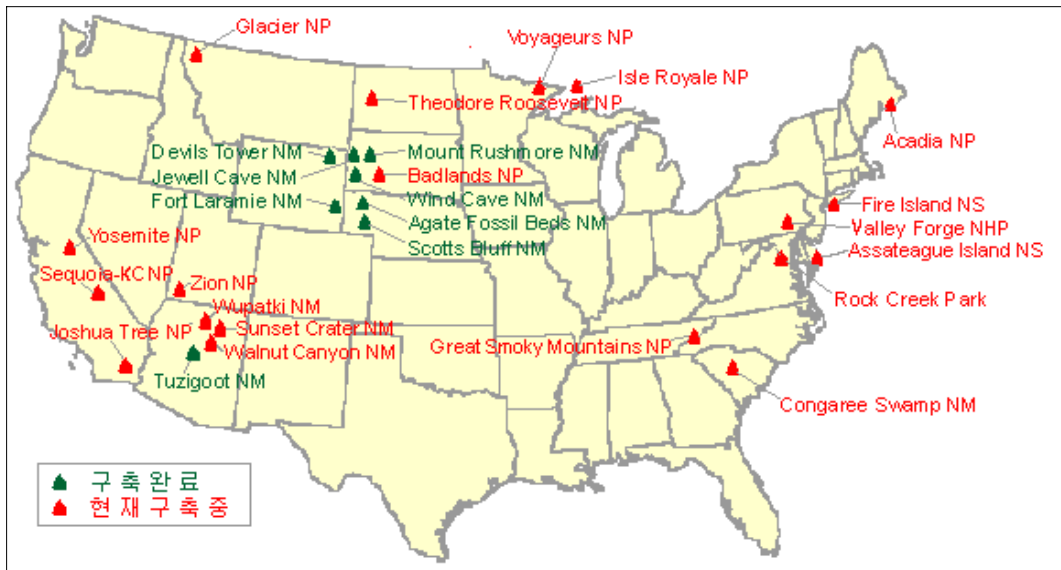 Glacier NP
Voyageurs NP
Isle Royale NP
Theodore Roosevelt NP
Acadia NP
Devils Tower NM
Mount Rushmore NM
Jewell Cave NM
Badlands NP
Wind Cave NM
Fort Laramie NM
Agate Fossil Beds NM
Scotts Bluff NM
Fire Island NS
Valley Forge NHP
Assateague Island NS
Rock Creek Park
Yosemite NP
Sequoia-KC NP
Zion NP
Wupatki NM
Sunset Crater NM
Joshua Tree NP
Walnut Canyon NM
Tuzigoot NM
Great Smoky Mountains NP
Congaree Swamp NM
구축완료
현재구축중